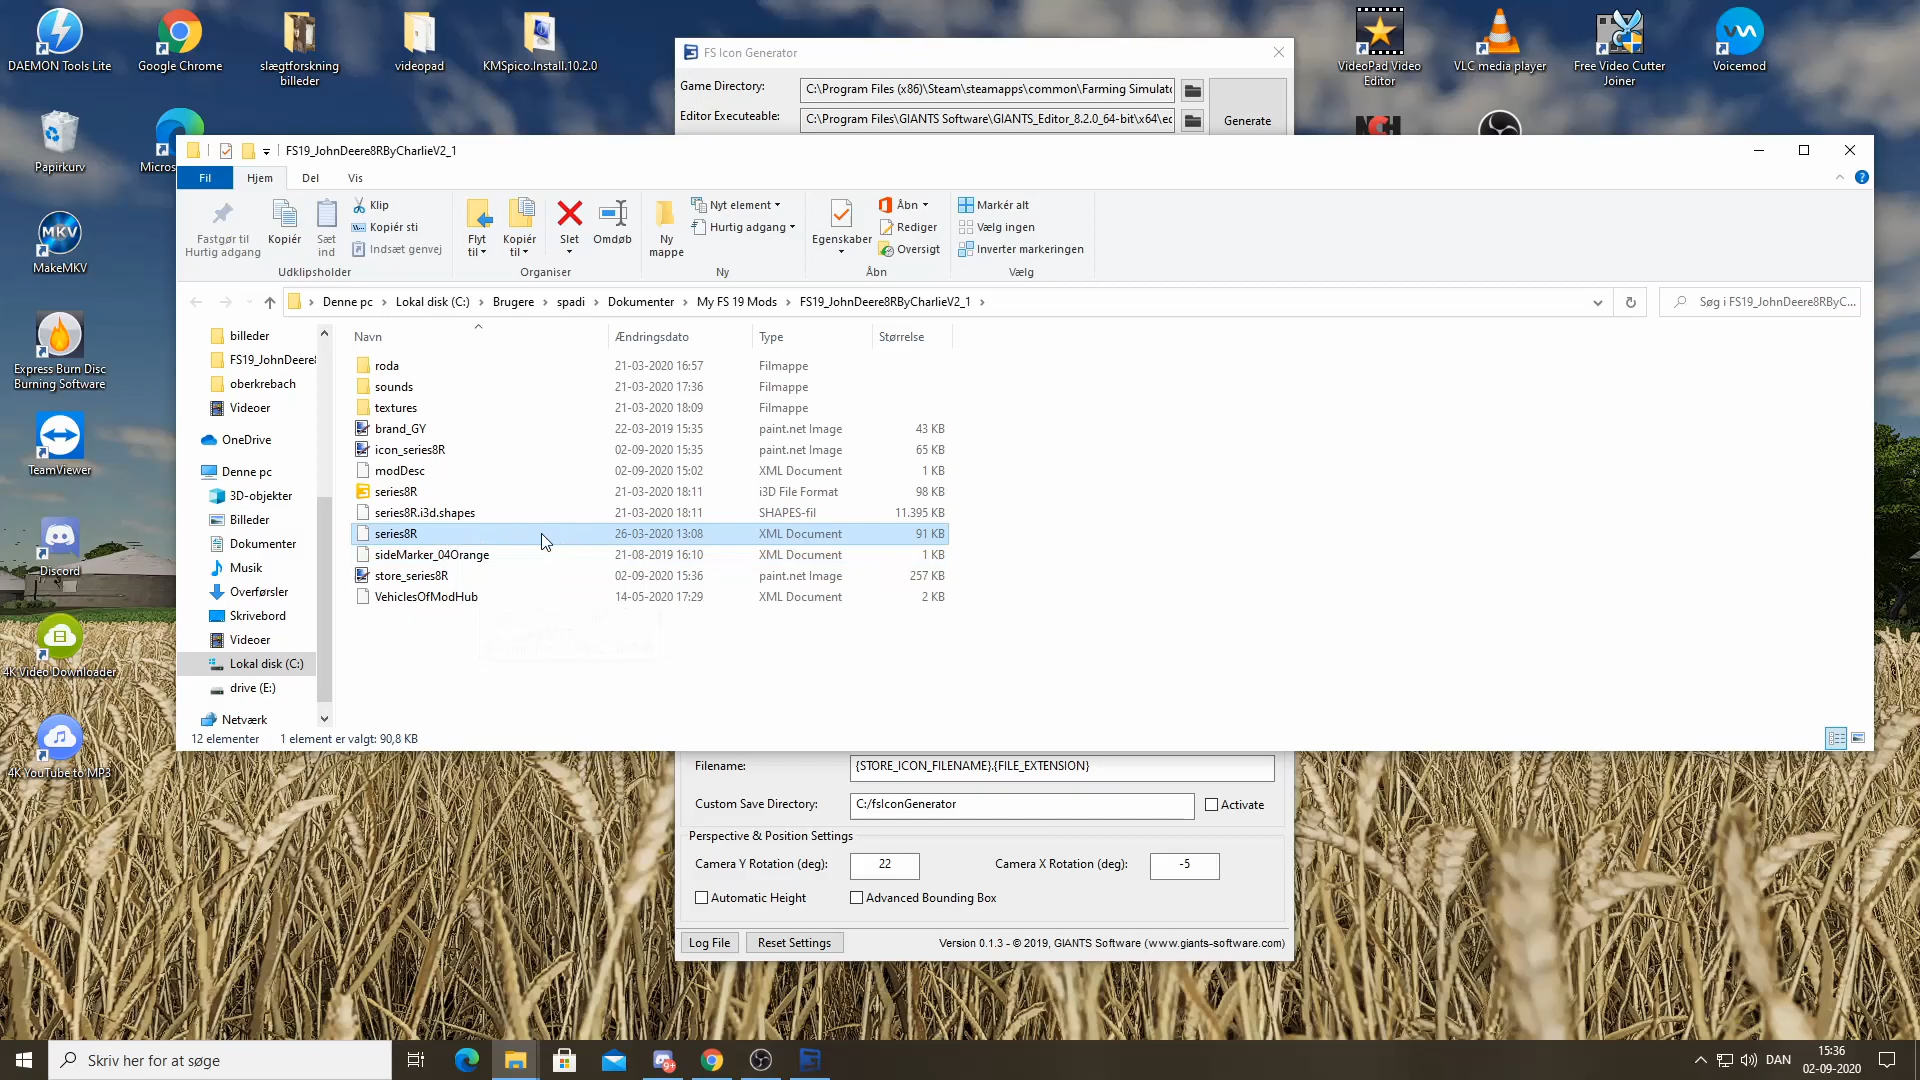 DAEMON Tools Lite
Google Chrome
slægtforskning
billeder
videopad
KMSpico.Install.10.2.0
VideoPad Video
Editor
VLC media player
Free Video Cutter
Joiner
Voicemod
FS Icon Generator
Game Directory:
C:\Program Files (x86)\Steam\steamapps\common\Farming Simulato
Editor Executeable:
C:\Program Files\GIANTS Software\GIANTS_Editor_8.2.0_64-bit\x64\ec
Generate
Papirkurv
Micros
NCH
MKV
MakeMKV
Express Burn Disc
Burning Software
TeamViewer
Discord
4K Video Downloader
4K YouTube to MP3
FS19_JohnDeere8RByCharlieV2_1
Fil
Hjem
Del
Vis
Fastgør til
Hurtig adgang
Kopiér
Sæt
ind
Klip
Kopiér sti
Indsæt genvej
Udklipsholder
Flyt
til
Kopiér
til
Slet
Omdøb
Organiser
Ny
mappe
Nyt element
Hurtig adgang
Ny
Egenskaber
Åbn
Rediger
Oversigt
Åbn
Markér alt
Vælg ingen
Inverter markeringen
Vælg
Denne pc
Lokal disk (C:)
Brugere
spadi
Dokumenter
My FS 19 Mods
FS19_JohnDeere8RByCharlieV2_1
Søg i FS19_JohnDeere8RByC...
billeder
FS19_JohnDeere8
oberkrebach
Videoer
OneDrive
Denne pc
3D-objekter
Billeder
Dokumenter
Musik
Overførsler
Skrivebord
Videoer
Lokal disk (C:)
drive (E:)
Netværk
Navn Ændringsdato Type Størrelse
roda 21-03-2020 16:57 Filmappe
sounds 21-03-2020 17:36 Filmappe
textures 21-03-2020 18:09 Filmappe
brand_GY 22-03-2019 15:35 paint.net Image 43 KB
icon_series8R 02-09-2020 15:35 paint.net Image 65 KB
modDesc 02-09-2020 15:02 XML Document 1 KB
series8R 21-03-2020 18:11 i3D File Format 98 KB
series8R.i3d.shapes 21-03-2020 18:11 SHAPES-fil 11.395 KB
series8R 26-03-2020 13:08 XML Document 91 KB
sideMarker_04Orange 21-08-2019 16:10 XML Document 1 KB
store_series8R 02-09-2020 15:36 paint.net Image 257 KB
VehiclesOfModHub 14-05-2020 17:29 XML Document 2 KB
12 elementer
1 element er valgt: 90,8 KB
Filename:
{STORE_ICON_FILENAME}.{FILE_EXTENSION}
Custom Save Directory:
C:/fsIconGenerator
Activate
Perspective & Position Settings
Camera Y Rotation (deg):
22
Camera X Rotation (deg):
-5
Automatic Height
Advanced Bounding Box
Log File
Reset Settings
Version 0.1.3 - © 2019, GIANTS Software (www.giants-software.com)
Skriv her for at søge
9+
DAN
15:36
02-09-2020